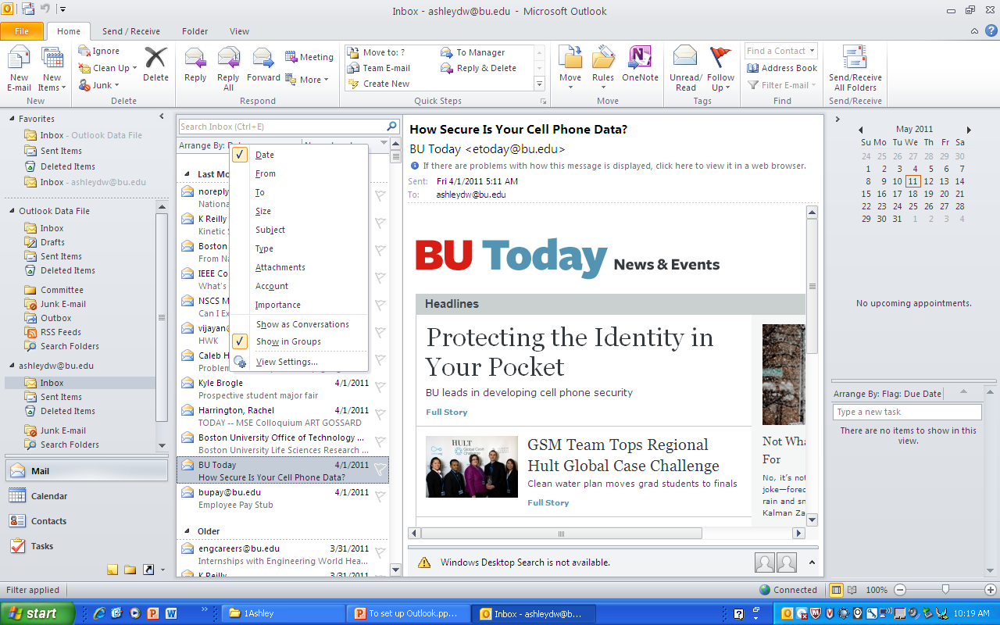 Inbox - ashleydw@bu.edu - Microsoft Outlook
File Home Send / Receive Folder View
New E-mail
New Items
New
Ignore
Clean Up
Junk
Delete
Delete
Reply
Reply All
Forward
Meeting
More
Respond
Move to: ?
Team E-mail
Create New
To Manager
Reply & Delete
Quick Steps
Move
Rules
OneNote
Move
Unread/ Read
Follow Up
Tags
Find a Contact
Address Book
Filter E-mail
Find
Send/Receive All Folders
Send/Receive
Favorites
Inbox - Outlook Data File
Sent Items
Deleted Items
Inbox - ashleydw@bu.edu
Outlook Data File
Inbox
Drafts
Sent Items
Deleted Items
Committee
Junk E-mail
Outbox
RSS Feeds
Search Folders
ashleydw@bu.edu
Inbox
Sent Items
Deleted Items
Junk E-mail
Search Folders
Mail
Calendar
Contacts
Tasks
Search Inbox (Ctrl+E)
Arrange By:
Date
From
To
Size
Subject
Type
Attachments
Account
Importance
Show as Conversations
Show in Groups
View Settings...
Last Mo
noreply
Nationa
K Reilly
Kinetic S
Boston
From Na
IEEE Co
What's
NSCS M
Can I Ex
vijayan@
HWK
Caleb H
Problem
Kyle Brogle 4/1/2011
Prospective student major fair
Harrington, Rachel 4/1/2011
TODAY -- MSE Colloquium ART GOSSARD
Boston University Office of Technology ...
Boston University Life Sciences Research ...
BU Today 4/1/2011
How Secure Is Your Cell Phone Data?
bupay@bu.edu 4/1/2011
Employee Pay Stub
Older
engcareers@bu.edu 3/31/2011
Internships with Engineering World Hea...
K Reilly 3/31/2011
How Secure Is Your Cell Phone Data?
BU Today <etoday@bu.edu>
If there are problems with how this message is displayed, click here to view it in a web browser.
Sent: Fri 4/1/2011 5:11 AM
To: ashleydw@bu.edu
BU Today News & Events
Headlines
Protecting the Identity in
Your Pocket
BU leads in developing cell phone security
Full Story
HULT
Global Case Challenge
GSM Team Tops Regional
Hult Global Case Challenge
Clean water plan moves grad students to finals
Full Story
Not Wha
For
No, it's not
joke—forec
rain and sn
Kalman Za
Windows Desktop Search is not available.
May 2011
Su Mo Tu We Th Fr Sa
24 25 26 27 28 29 30
1 2 3 4 5 6 7
8 9 10 11 12 13 14
15 16 17 18 19 20 21
22 23 24 25 26 27 28
29 30 31 1 2 3 4
No upcoming appointments.
Arrange By: Flag: Due Date
Type a new task
There are no items to show in this
view.
Filter applied
Connected
100%
start
1Ashley
To set up Outlook.pp...
Inbox - ashleydw@b...
10:19 AM